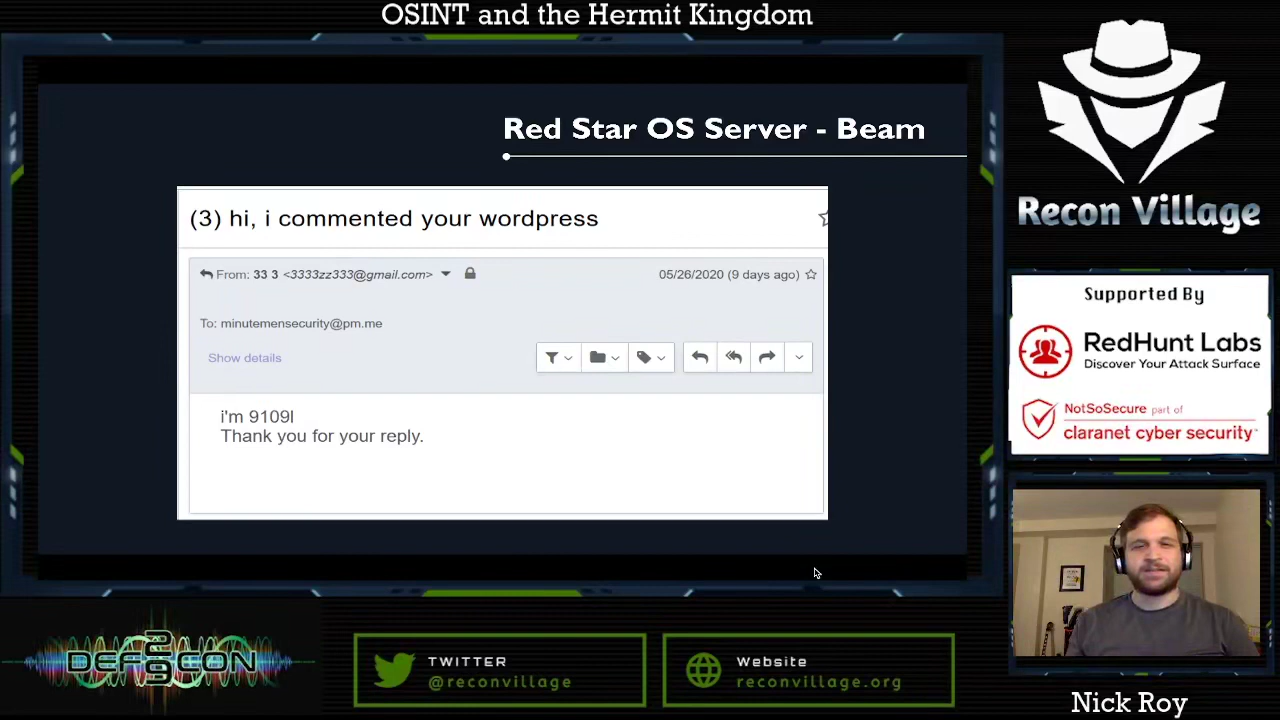 OSINT and the Hermit Kingdom
Red Star OS Server - Beam
(3) hi, i commented your wordpress
From: 33 3 <3333zz333@gmail.com>
05/26/2020 (9 days ago)
To: minutemensecurity@pm.me
Show details
i'm 9109l
Thank you for your reply.
Recon Village
Supported By
RedHunt Labs
Discover Your Attack Surface
NotSoSecure part of
claranet cyber security
DEFCON
29
TWITTER
@reconvillage
Website
reconvillage.org
Nick Roy